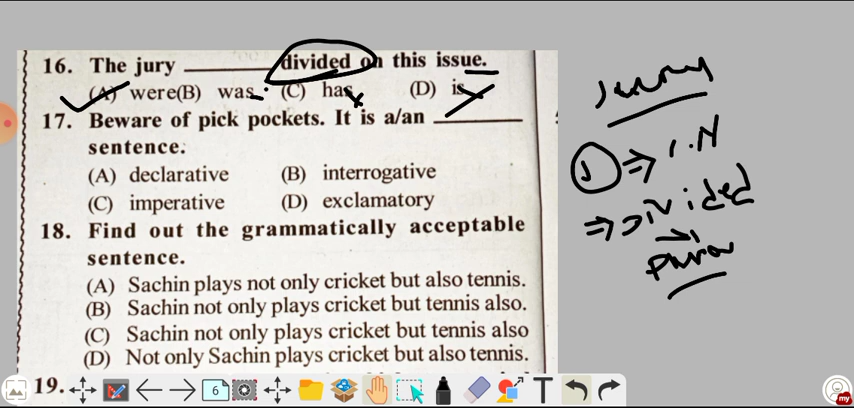 16. The jury ________ divided on this issue.
(A) were(B) was (C) has (D) is
17. Beware of pick pockets. It is a/an ________
sentence.
(A) declarative (B) interrogative
(C) imperative (D) exclamatory
18. Find out the grammatically acceptable
sentence.
(A) Sachin plays not only cricket but also tennis.
(B) Sachin not only plays cricket but tennis also.
(C) Sachin not only plays cricket but tennis also
(D) Not only Sachin plays cricket but also tennis.
19.
⇒ divided
6
T
my